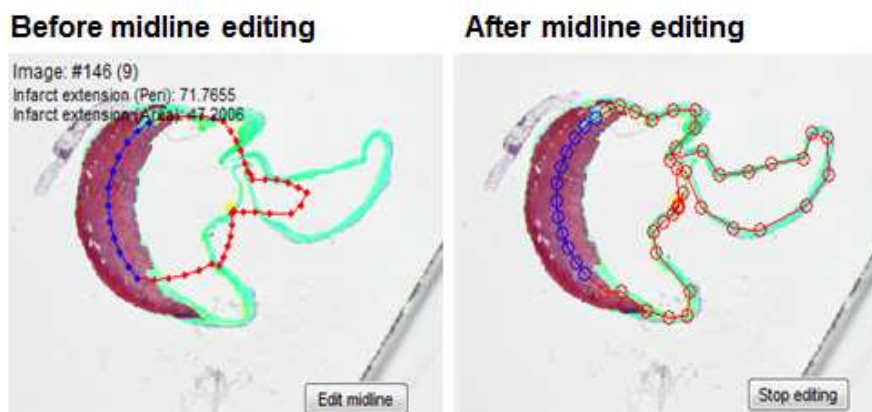 Before midline editing
After midline editing
Image: #146 (9)
Infarct extension (Peri): 71.7655
Infarct extension (Area): 47.2006
Edit midline
Stop editing